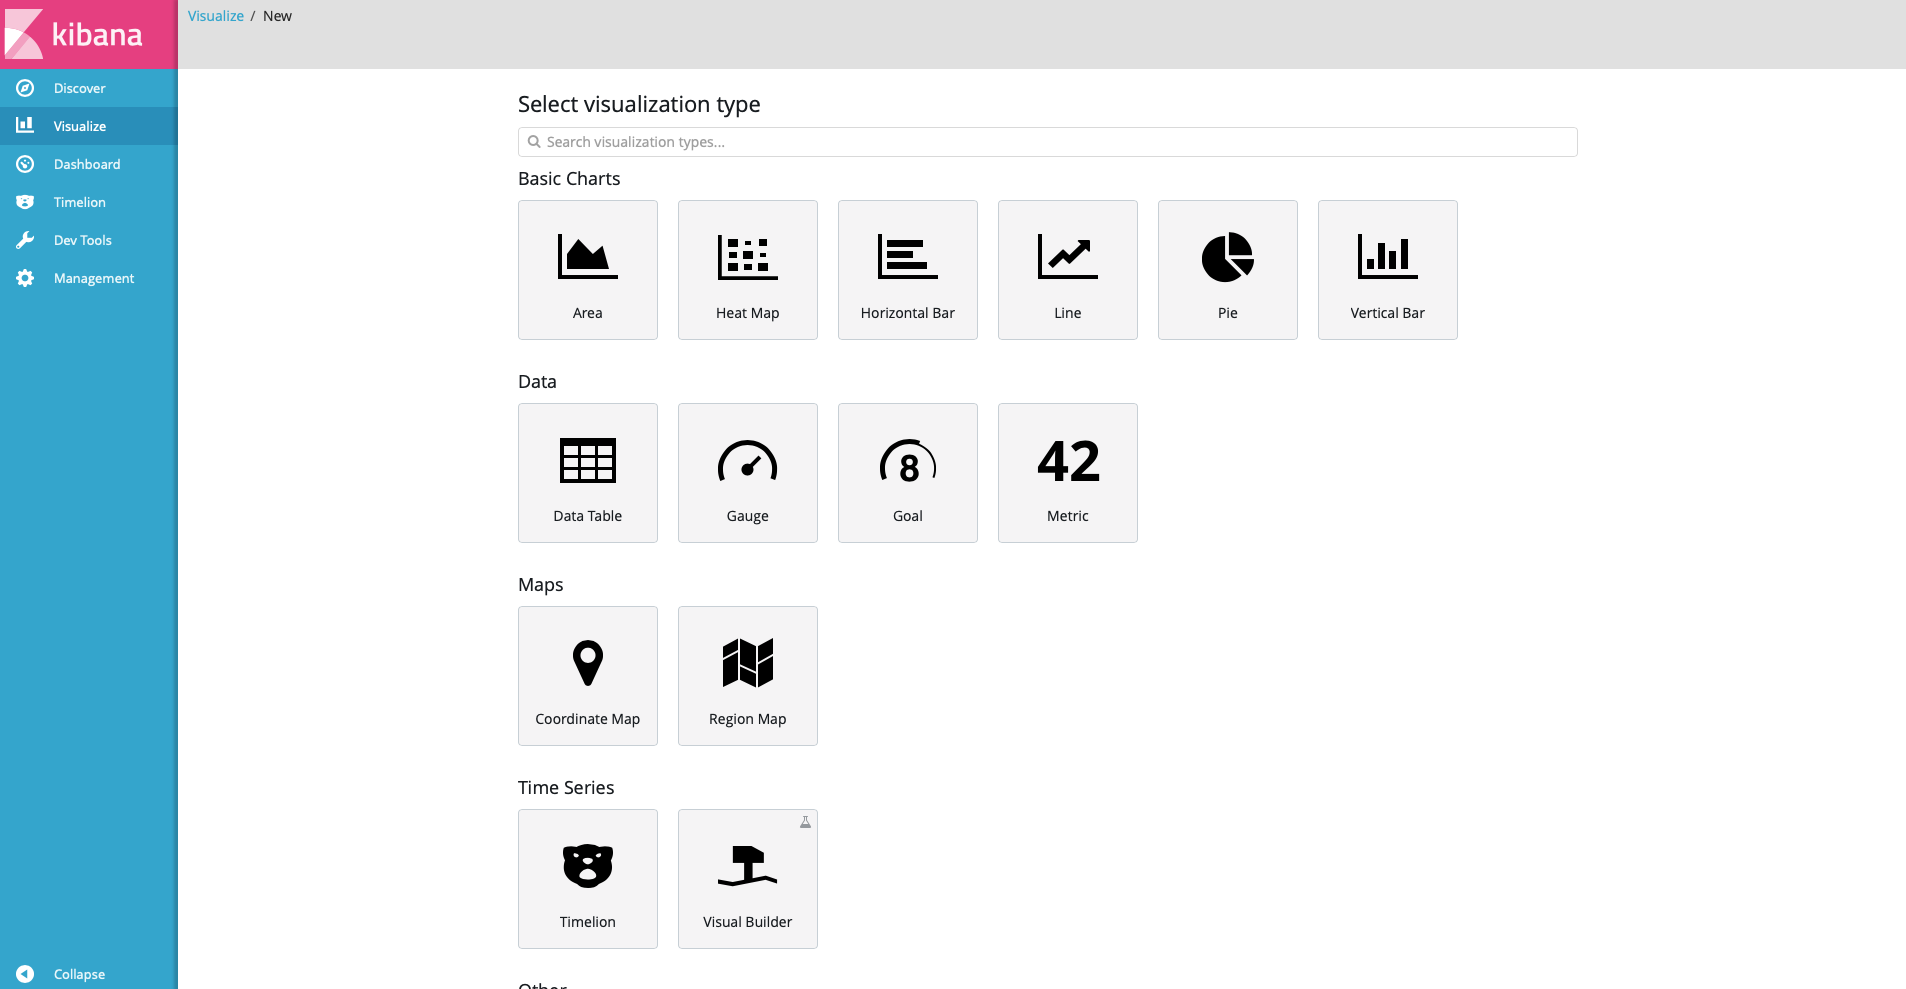 kibana
Discover
Visualize
Dashboard
Timelion
Dev Tools
Management
Collapse
Visualize / New
Select visualization type
Search visualization types...
Basic Charts
Area
Heat Map
Horizontal Bar
Line
Pie
Vertical Bar
Data
Data Table
Gauge
8
Goal
42
Metric
Maps
Coordinate Map
Region Map
Time Series
Timelion
Visual Builder
Other